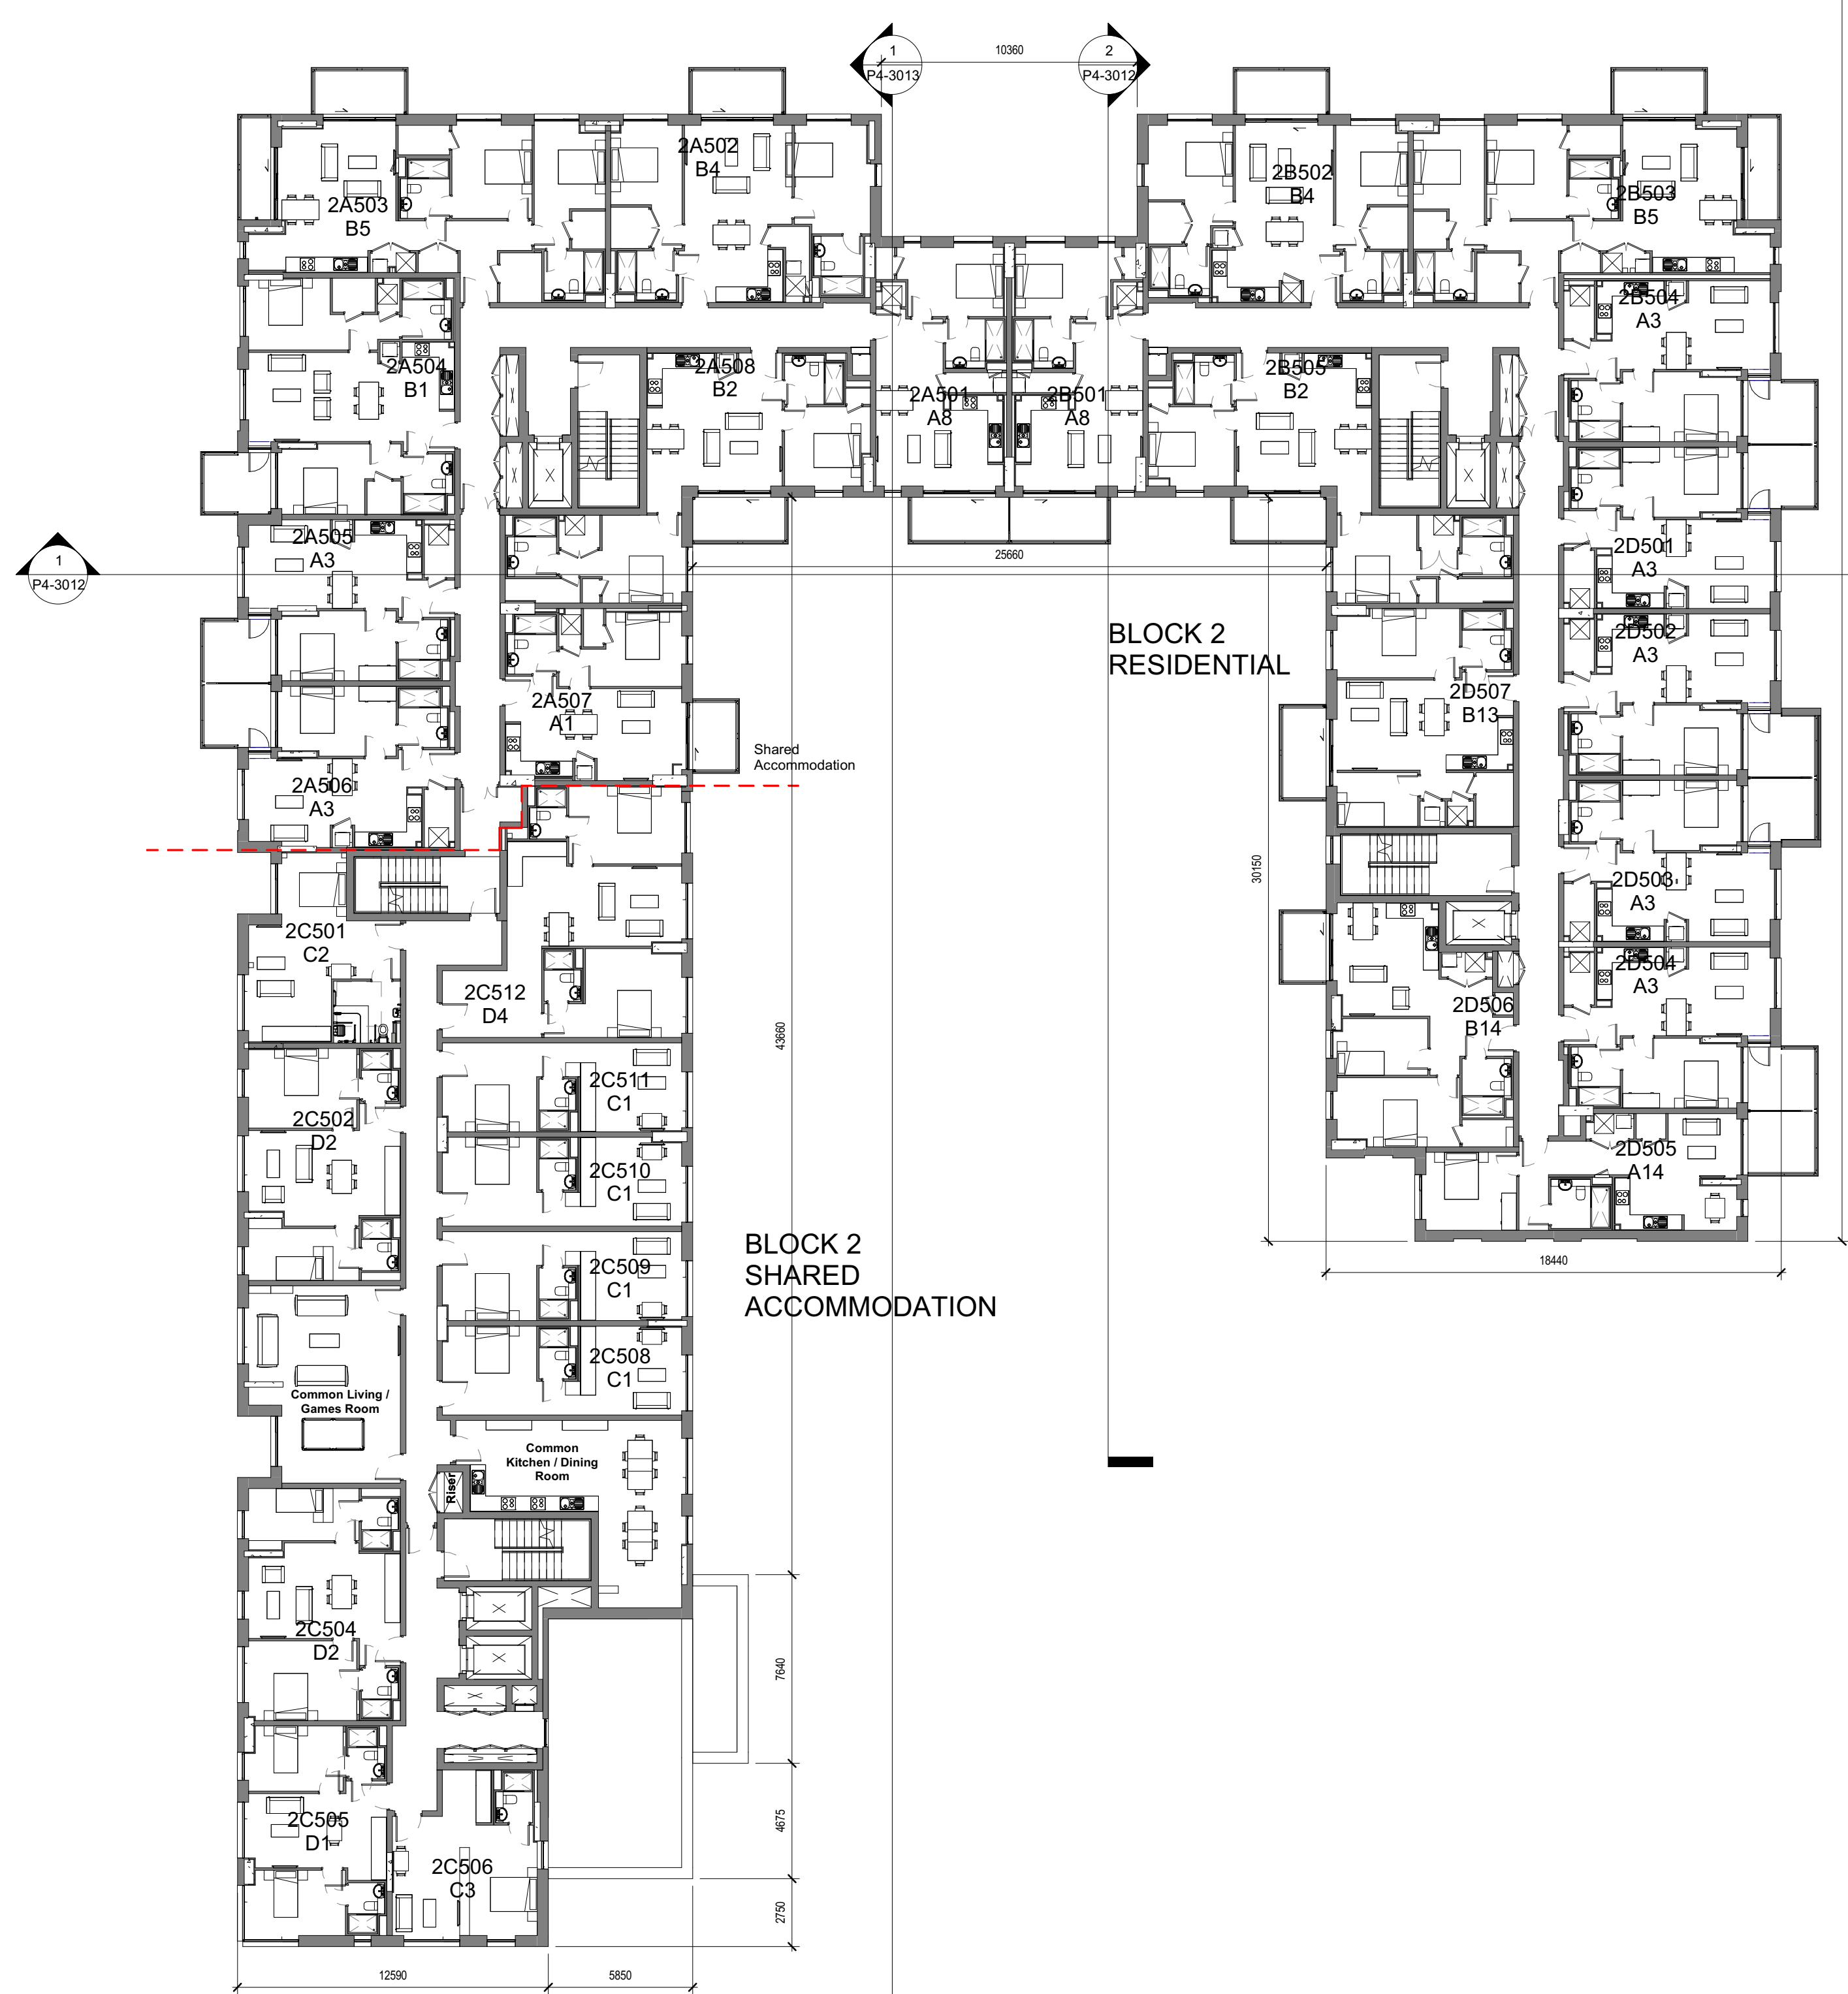 1
P4-3013
10360
2
P4-3012
2A502
B4
2B502
B4
2A503
B5
2B503
B5
2B504
A3
2A504
B1
2A508
B2
2B505
B2
2A501
A8
2B501
A8
1
P4-3012
2A505
A3
25660
2D501
A3
BLOCK 2
RESIDENTIAL
2D502
A3
2A507
A1
2D507
B13
Shared
Accommodation
2A506
A3
30150
2D503
A3
2C501
C2
2C512
D4
2D504
A3
2D506
B14
43660
2C511
C1
2C502
D2
2C510
C1
2D505
A14
BLOCK 2
SHARED
ACCOMMODATION
18440
2C509
C1
2C508
C1
Common Living /
Games Room
Common
Kitchen / Dining
Room
Riser
2C504
D2
7640
2C505
D1
4675
2C506
C3
2750
12590
5850